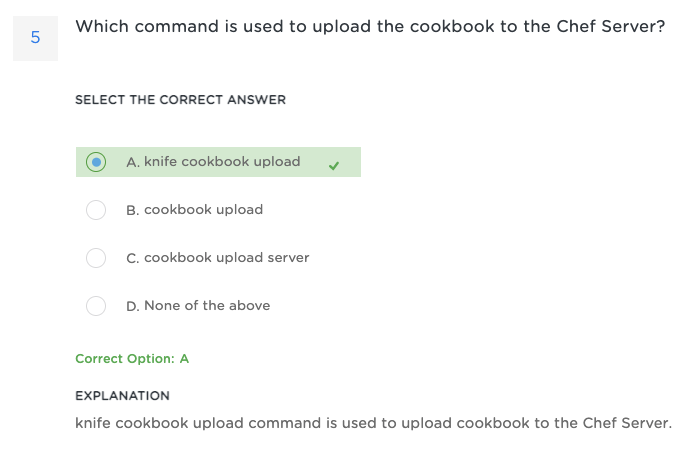 5
Which command is used to upload the cookbook to the Chef Server?
SELECT THE CORRECT ANSWER
A. knife cookbook upload
B. cookbook upload
C. cookbook upload server
D. None of the above
Correct Option: A
EXPLANATION
knife cookbook upload command is used to upload cookbook to the Chef Server.